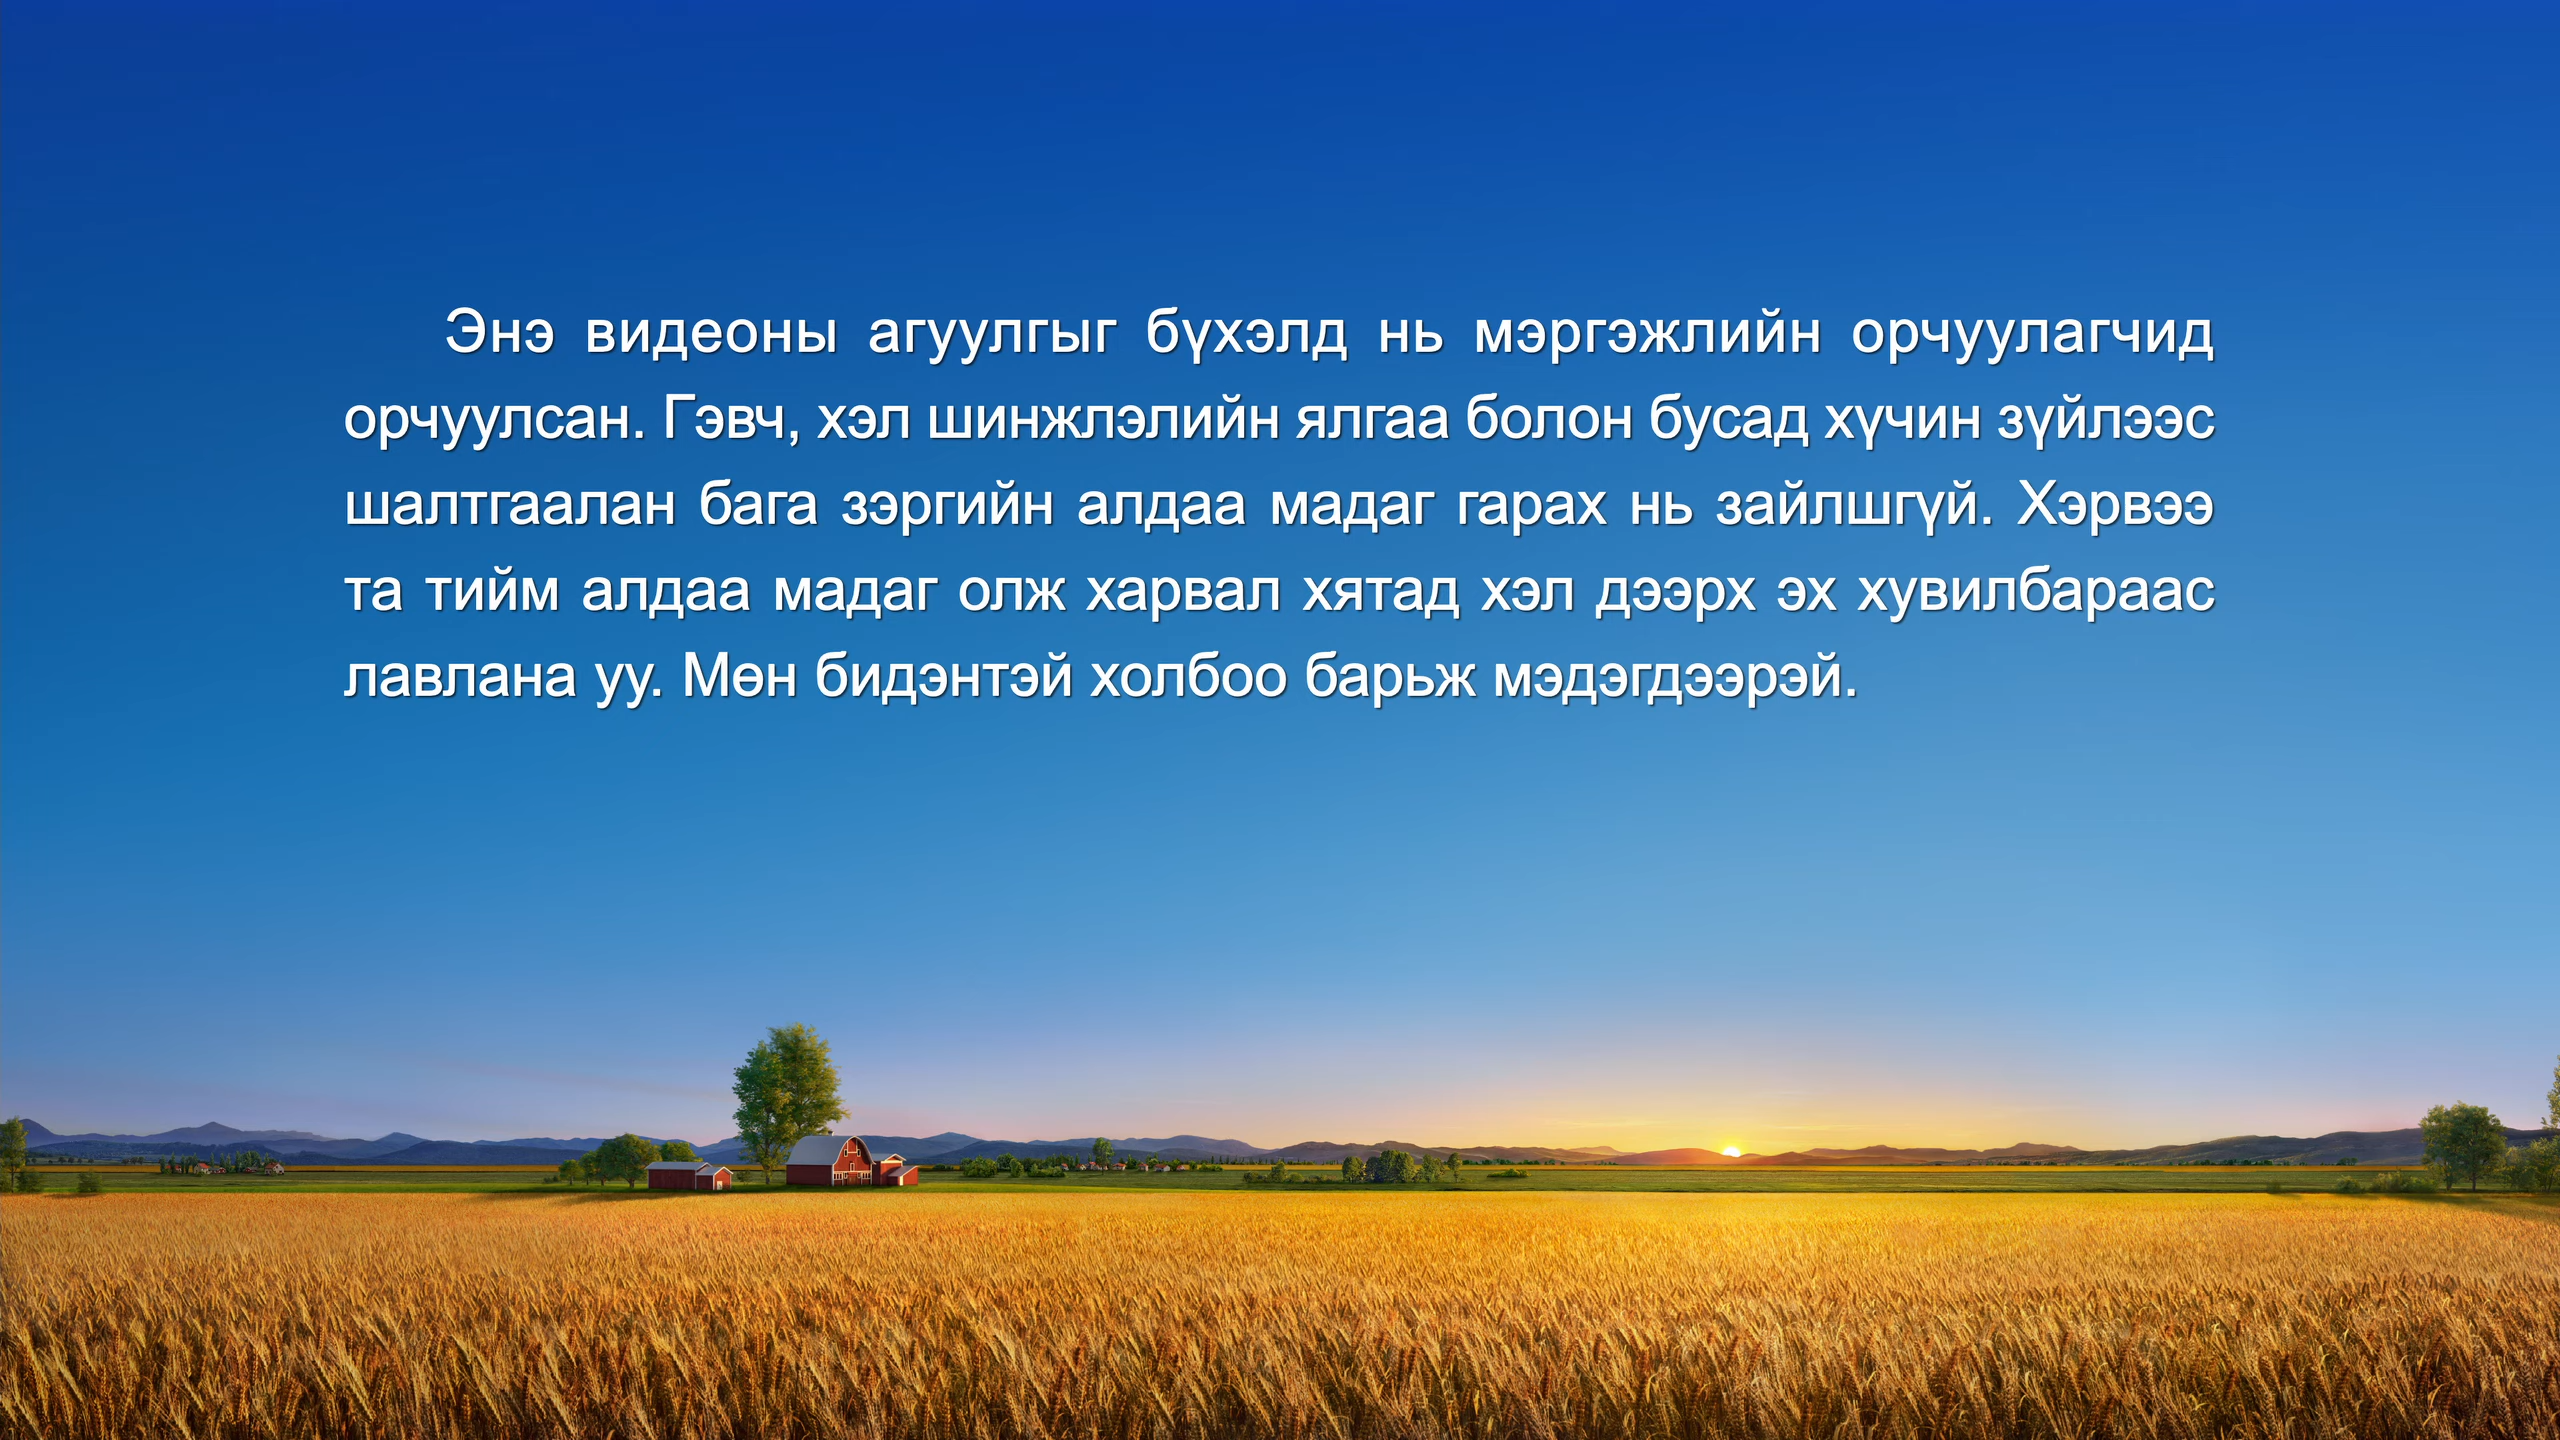 Энэ видеоны агуулгыг бүхэлд нь мэргэжлийн орчуулагчид
орчуулсан. Гэвч, хэл шинжлэлийн ялгаа болон бусад хүчин зүйлээс
шалтгаалан бага зэргийн алдаа мадаг гарах нь зайлшгүй. Хэрвээ
та тийм алдаа мадаг олж харвал хятад хэл дээрх эх хувилбараас
лавлана уу. Мөн бидэнтэй холбоо барьж мэдэгдээрэй.